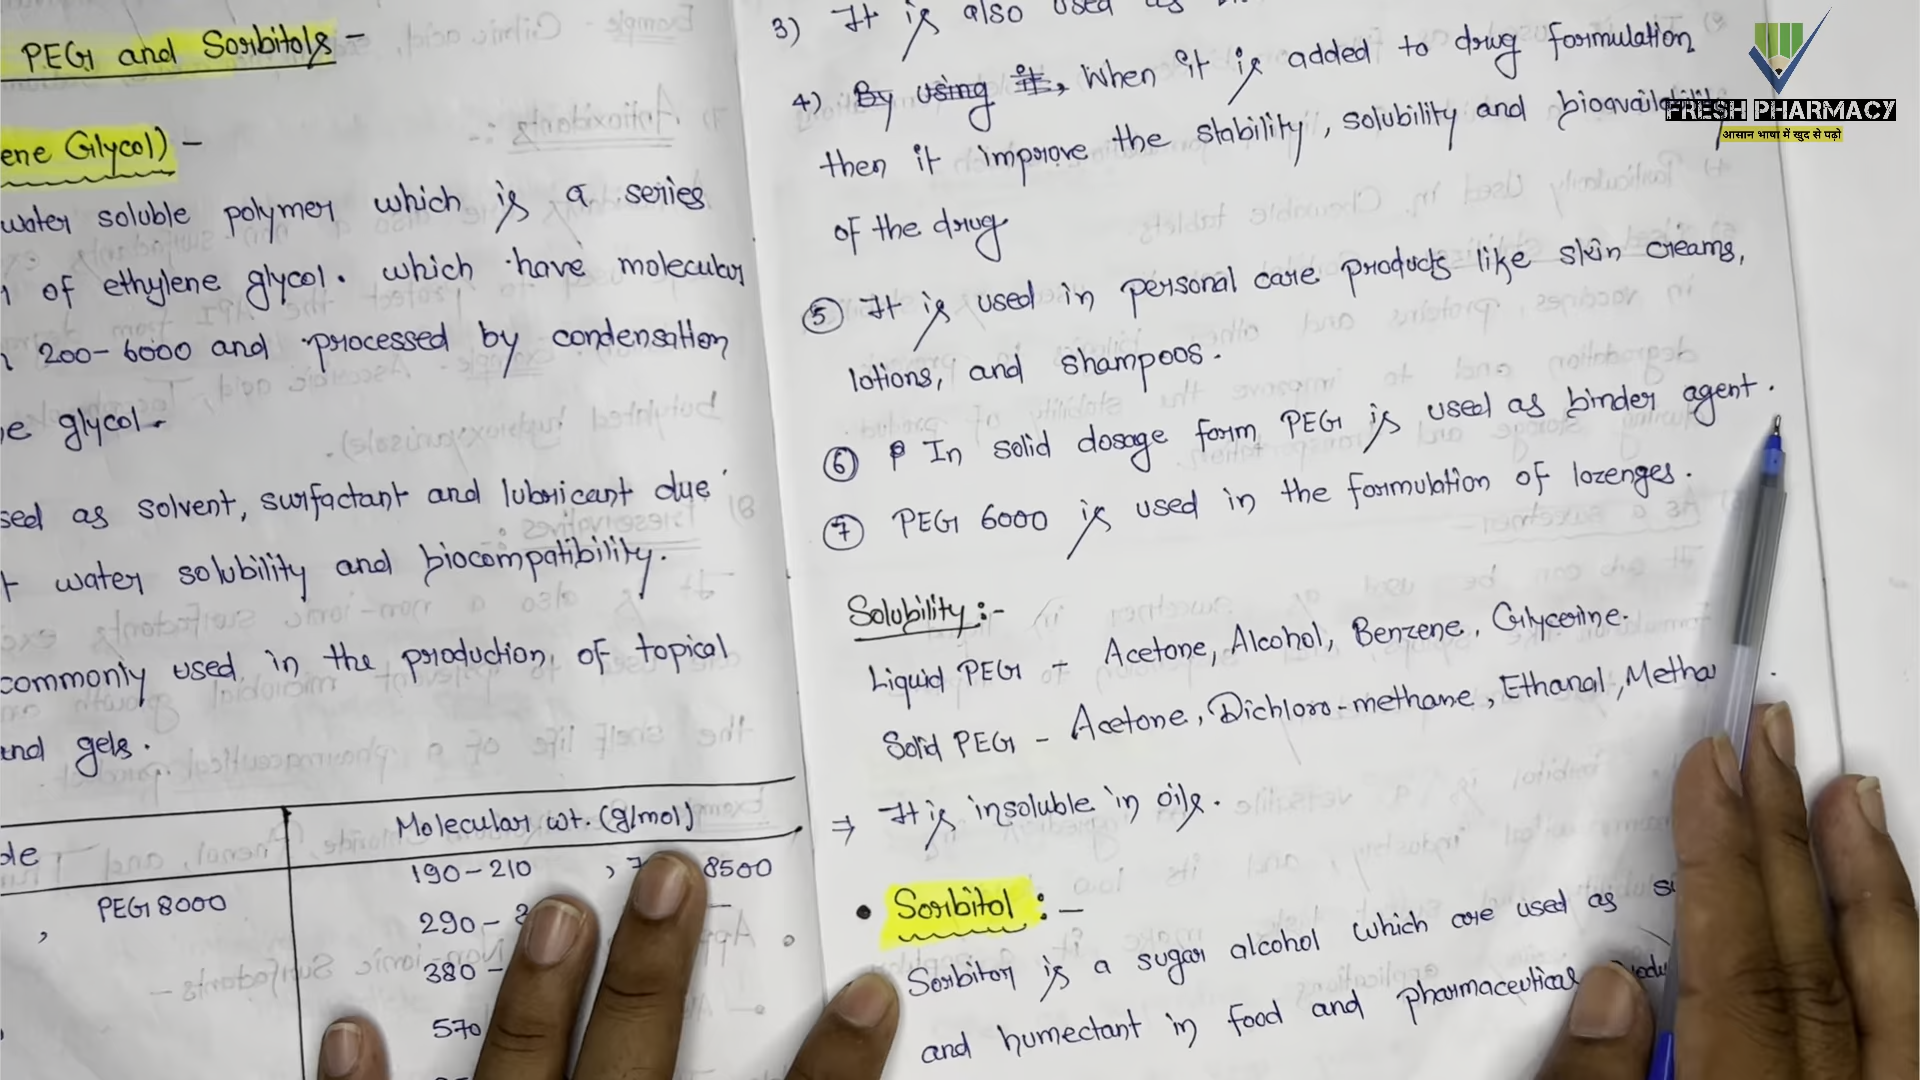 PEG and Sorbitols -
ene Glycol) -
water soluble polymer which is a series
of ethylene glycol. which have molecular
200-6000 and processed by condensation
glycol.
sed as solvent, surfactant and lubricant due
water solubility and biocompatibility.
commonly used in the production of topical
and gels.
Molecular wt. (g/mol)
PEG 8000
190-210 , 7 8500
290-
380-
570
3) It is also used as
4) By using it, When it is added to drug formulation
then it improve the stability, solubility and bioavailability
of the drug
5 It is used in personal care products like skin creams,
lotions, and shampoos.
6 In solid dosage form PEG is used as binder agent.
7 PEG 6000 is used in the formulation of lozenges.
Solubility :-
Liquid PEG - Acetone, Alcohol, Benzene, Glycerine.
Solid PEG - Acetone, Dichloro-methane, Ethanal, Metha
⇒ It is insoluble in oils.
• Sorbitol : -
Sorbitor is a sugar alcohol which are used as
and humectant in food and pharmaceutical
FRESH PHARMACY
आसान भाषा में खुद से पढ़ो